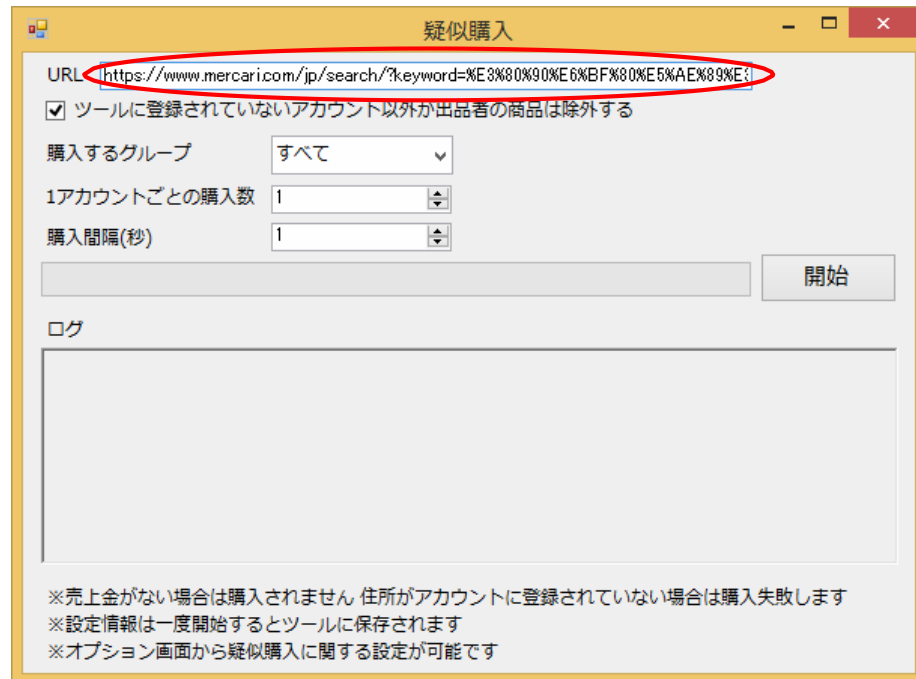 疑似購入
URL https://www.mercari.com/jp/search/?keyword=%E3%80%90%E6%BF%80%E5%AE%89%E3
ツールに登録されていないアカウント以外が出品者の商品は除外する
購入するグループ すべて
1アカウントごとの購入数 1
購入間隔(秒) 1
開始
ログ
※売上金がない場合は購入されません 住所がアカウントに登録されていない場合は購入失敗します
※設定情報は一度開始するとツールに保存されます
※オプション画面から疑似購入に関する設定が可能です